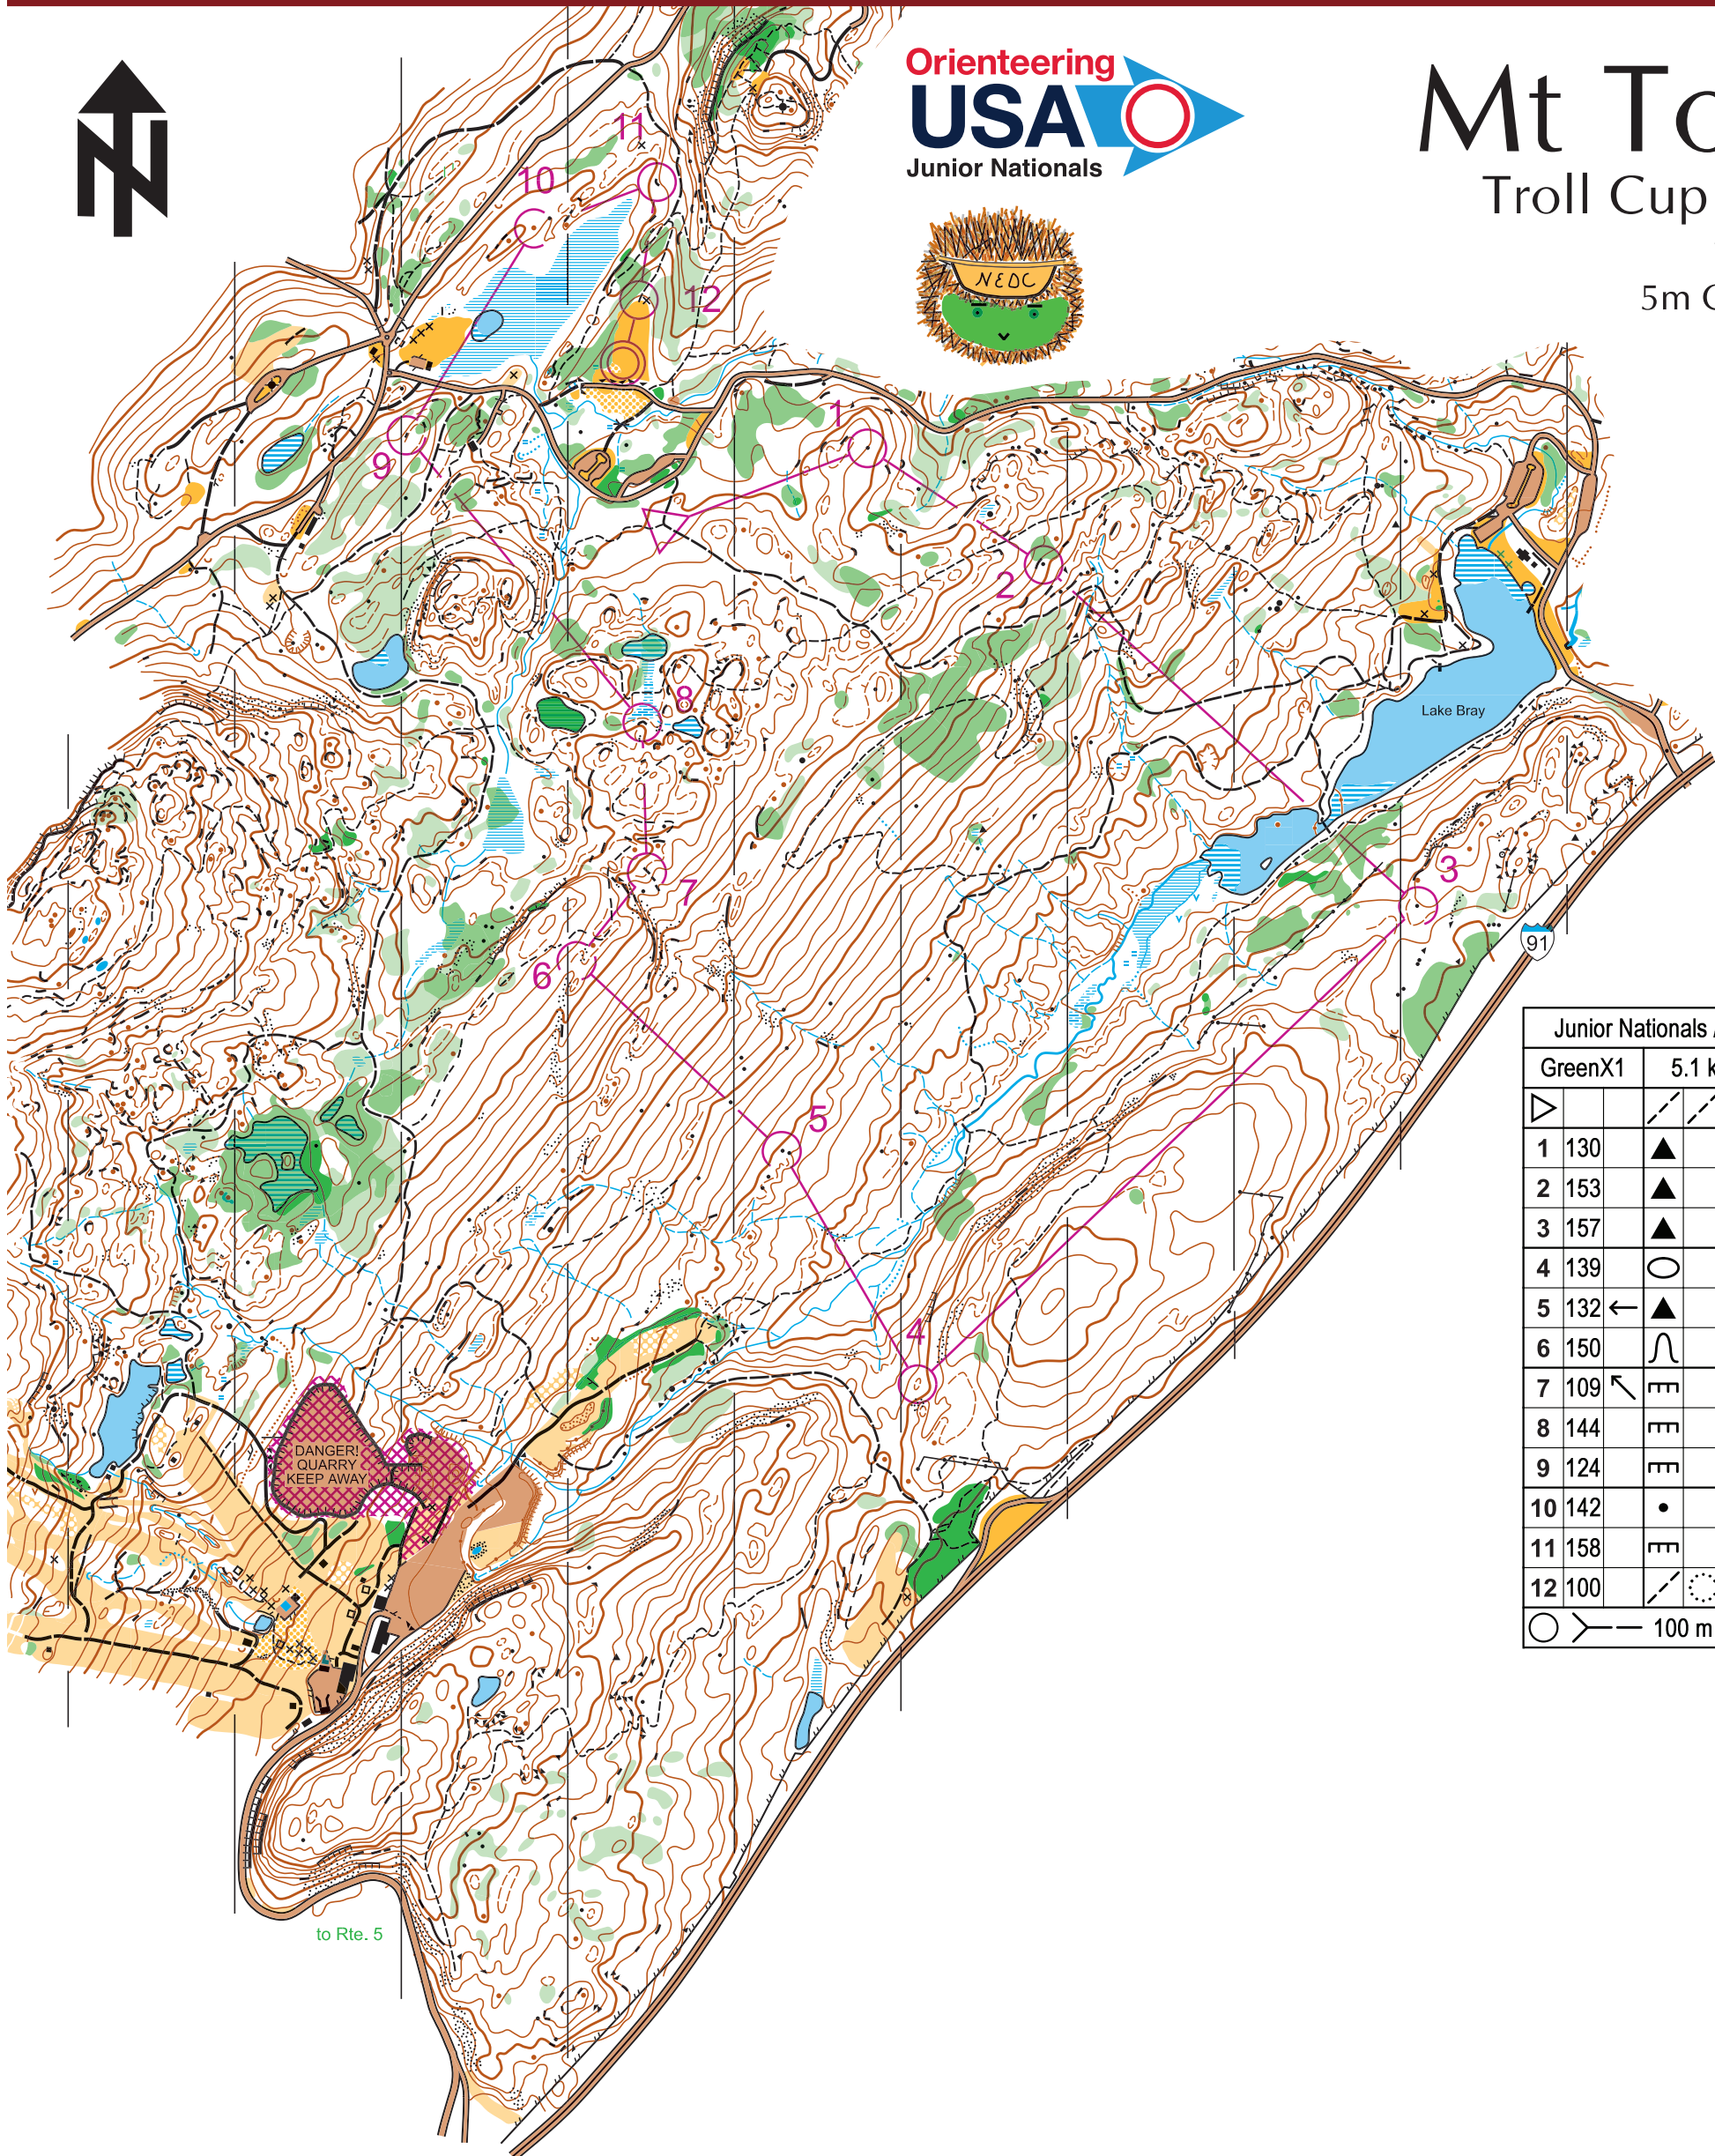 Orienteering
USA
Junior Nationals
Mt To
Troll Cup
5m C
NEDC
N
11
10
12
1
9
2
8
Lake Bray
3
7
91
6
5
4
DANGER!
QUARRY
KEEP AWAY
to Rte. 5
Junior Nationals
GreenX1 5.1 k
1 130
2 153
3 157
4 139
5 132
6 150
7 109
8 144
9 124
10 142
11 158
12 100
100 m